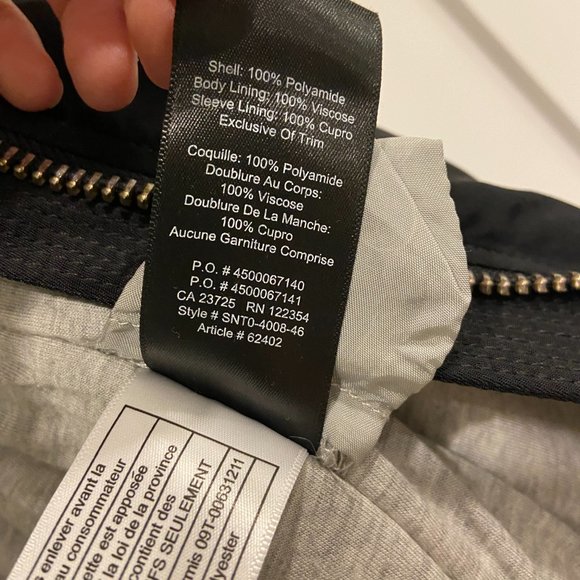 Shell: 100% Polyamide
Body Lining: 100% Viscose
Sleeve Lining: 100% Cupro
Exclusive Of Trim
Coquille: 100% Polyamide
Doublure Au Corps:
100% Viscose
Doublure De La Manche:
100% Cupro
Aucune Garniture Comprise
P.O. # 4500067140
P.O. # 4500067141
CA 23725 RN 122354
Style # SNT0-4008-46
Article # 62402
enlever avant la
au consommateur
ette est apposée
la loi de la province
contient des
FS SEULEMENT
rmis 09T-00631211
olyester